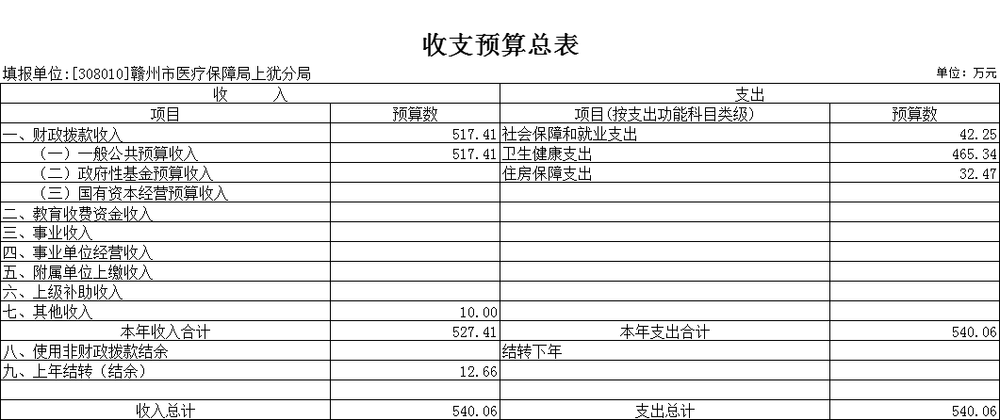 收支预算总表
填报单位:[308010]赣州市医疗保障局上犹分局 单位：万元
收 入 支出
项目 预算数 项目(按支出功能科目类级) 预算数
一、财政拨款收入 517.41 社会保障和就业支出 42.25
（一）一般公共预算收入 517.41 卫生健康支出 465.34
（二）政府性基金预算收入 住房保障支出 32.47
（三）国有资本经营预算收入
二、教育收费资金收入
三、事业收入
四、事业单位经营收入
五、附属单位上缴收入
六、上级补助收入
七、其他收入 10.00
本年收入合计 527.41 本年支出合计 540.06
八、使用非财政拨款结余 结转下年
九、上年结转（结余） 12.66
收入总计 540.06 支出总计 540.06